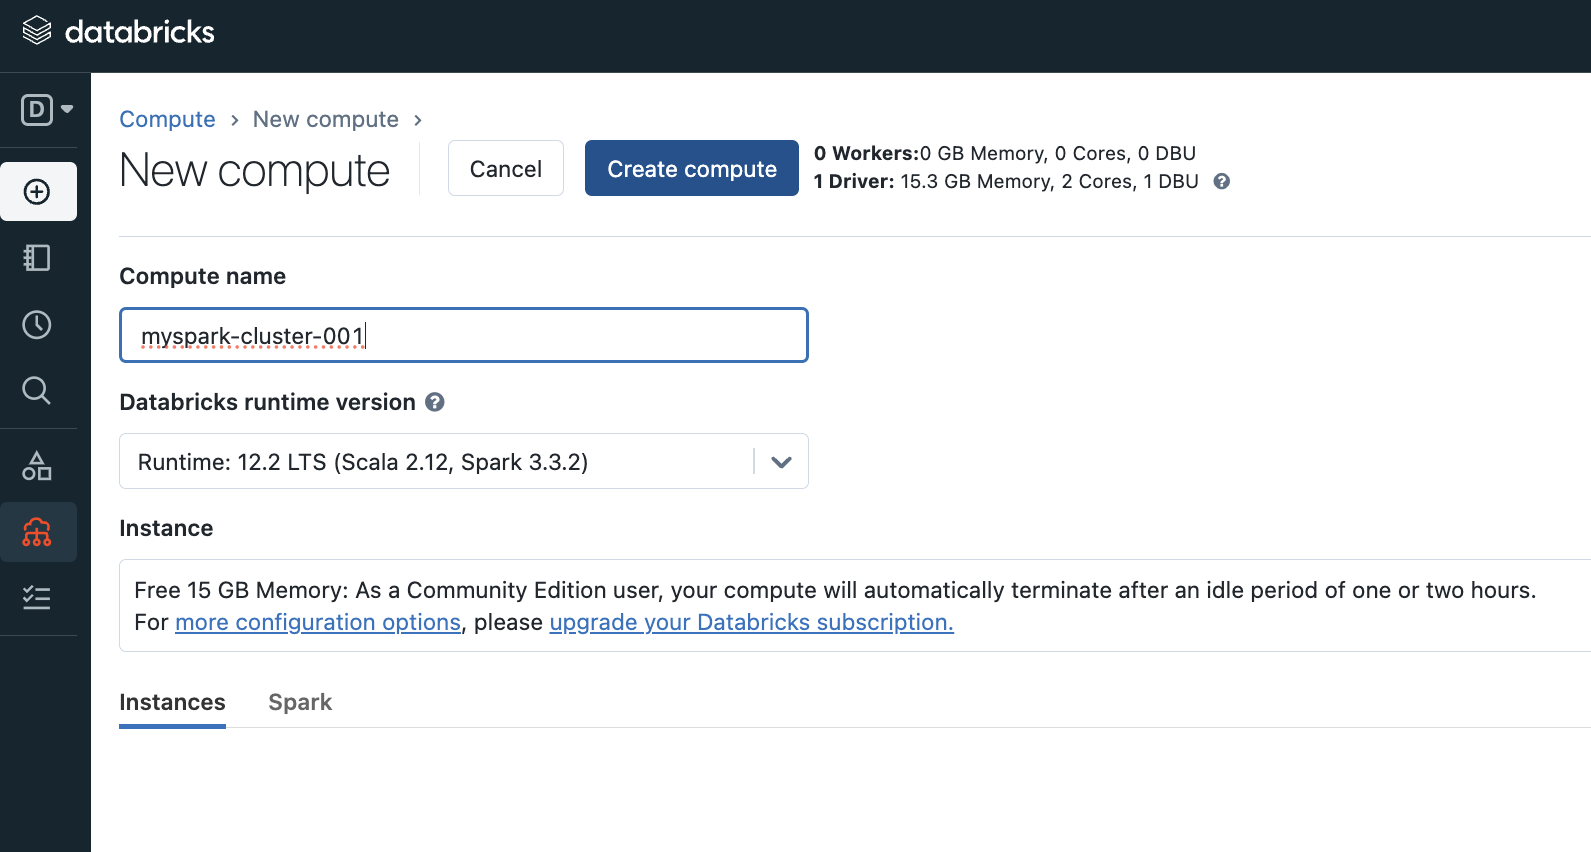 databricks
D
Compute > New compute >
New compute
Cancel
Create compute
0 Workers:0 GB Memory, 0 Cores, 0 DBU
1 Driver: 15.3 GB Memory, 2 Cores, 1 DBU ?
Compute name
myspark-cluster-001
Databricks runtime version ?
Runtime: 12.2 LTS (Scala 2.12, Spark 3.3.2)
Instance
Free 15 GB Memory: As a Community Edition user, your compute will automatically terminate after an idle period of one or two hours.
For more configuration options, please upgrade your Databricks subscription.
Instances Spark